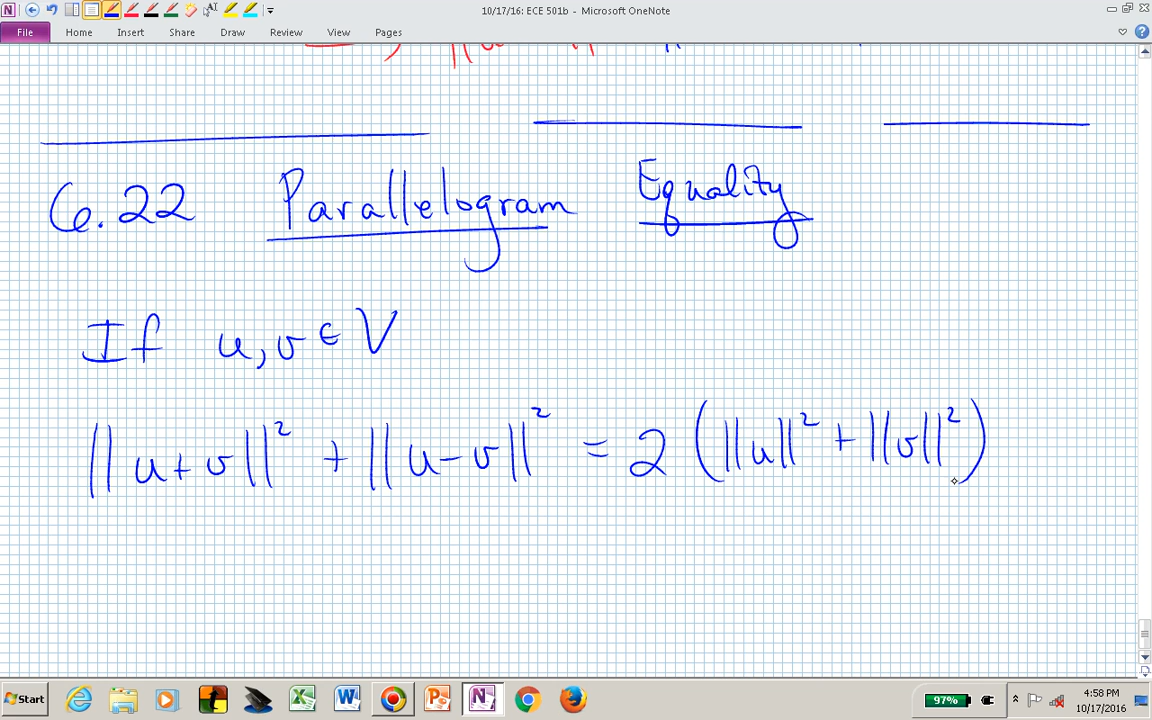 10/17/16: ECE 501b - Microsoft OneNote
File Home Insert Share Draw Review View Pages
6.22 Parallelogram Equality
If u, v ∈ V
||u+v||² + ||u-v||² = 2 (||u||² + ||v||²)
97%
4:58 PM
Start
10/17/2016